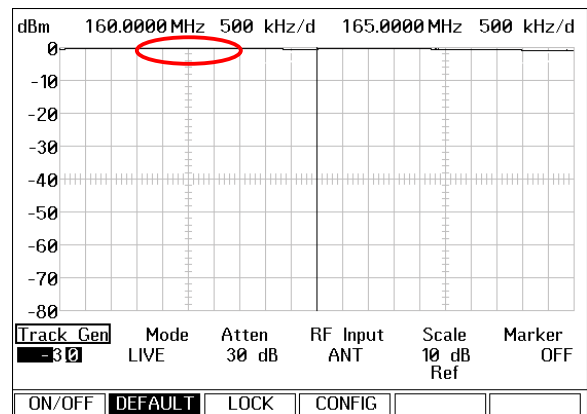 dBm 160.0000 MHz 500 kHz/d 165.0000 MHz 500 kHz/d
0
-10
-20
-30
-40
-50
-60
-70
-80
Track Gen Mode Atten RF Input Scale Marker
-30 LIVE 30 dB ANT 10 dB OFF
Ref
ON/OFF DEFAULT LOCK CONFIG